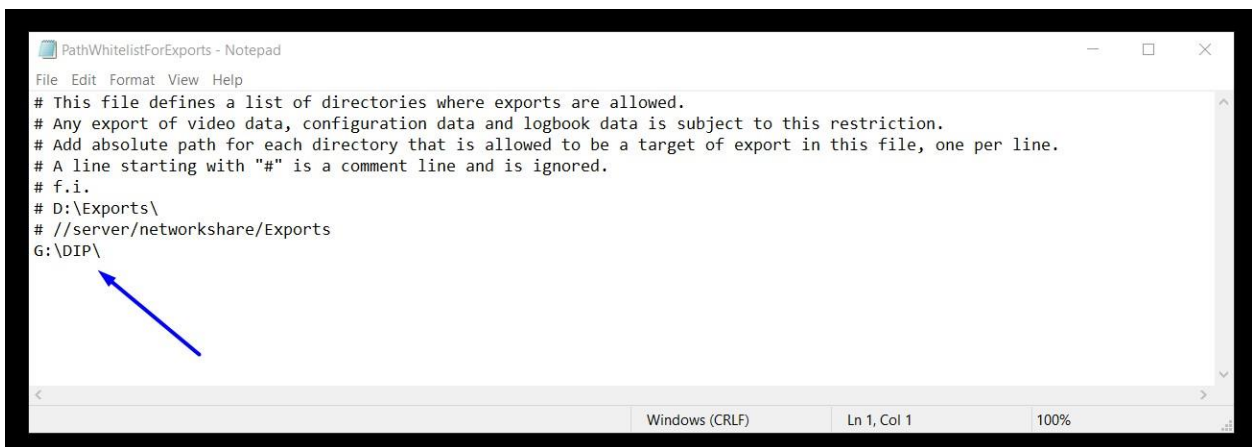 PathWhitelistForExports - Notepad
File Edit Format View Help
# This file defines a list of directories where exports are allowed.
# Any export of video data, configuration data and logbook data is subject to this restriction.
# Add absolute path for each directory that is allowed to be a target of export in this file, one per line.
# A line starting with "#" is a comment line and is ignored.
# f.i.
# D:\Exports\
# //server/networkshare/Exports
G:\DIP\
Windows (CRLF) Ln 1, Col 1 100%